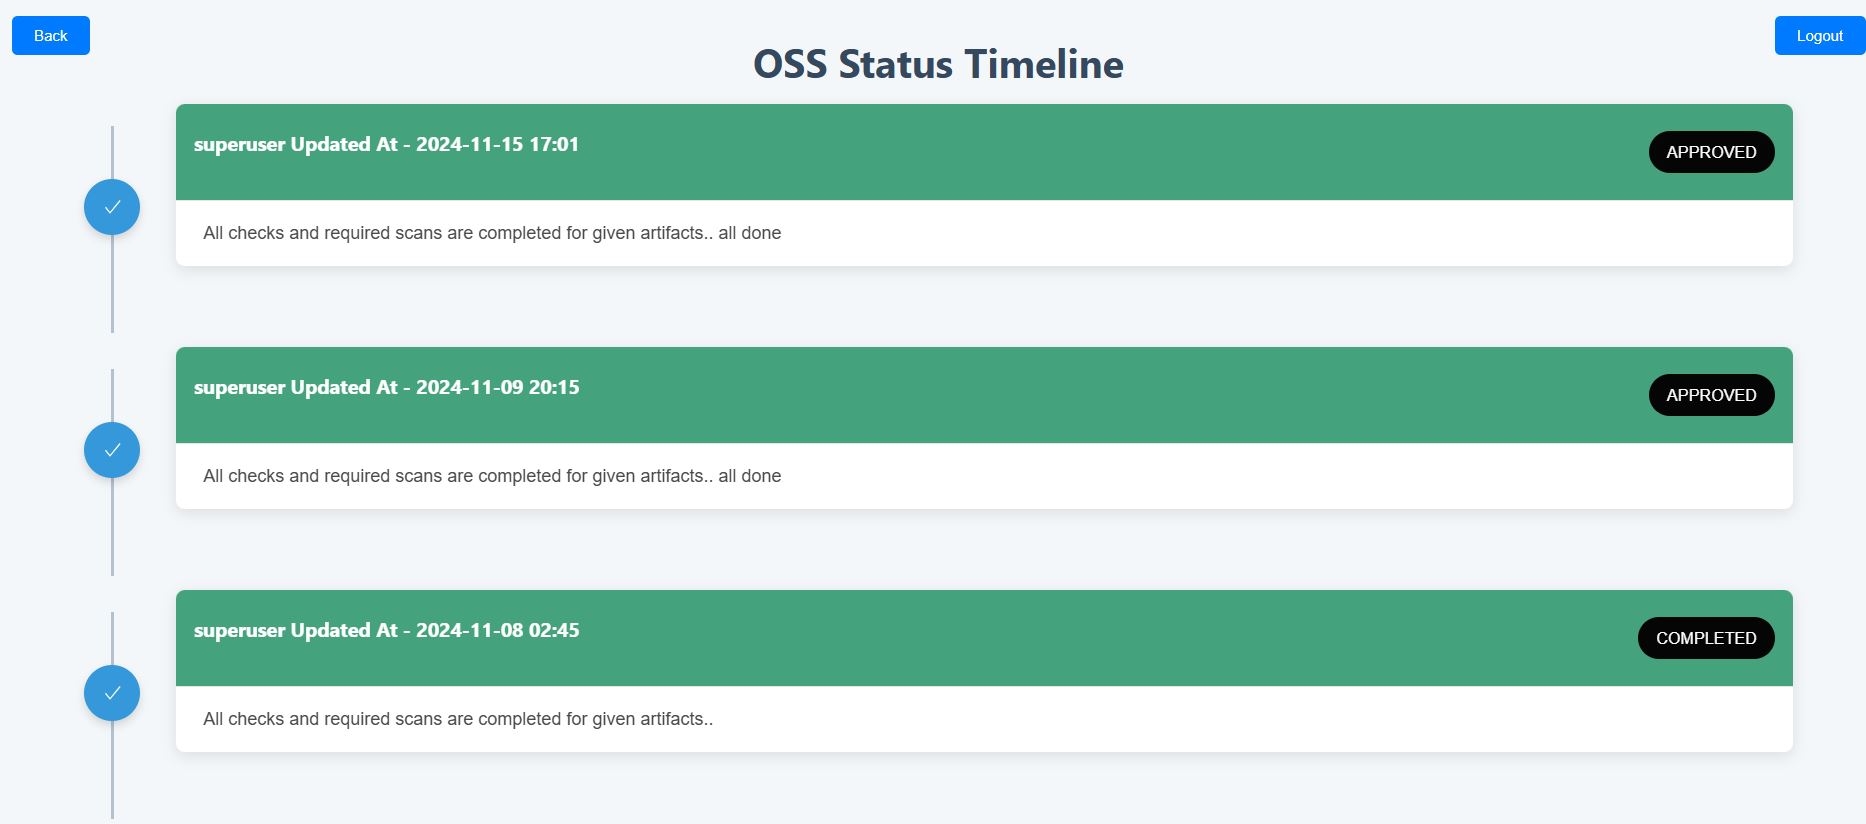 Back
Logout
OSS Status Timeline
superuser Updated At - 2024-11-15 17:01
APPROVED
All checks and required scans are completed for given artifacts.. all done
superuser Updated At - 2024-11-09 20:15
APPROVED
All checks and required scans are completed for given artifacts.. all done
superuser Updated At - 2024-11-08 02:45
COMPLETED
All checks and required scans are completed for given artifacts..